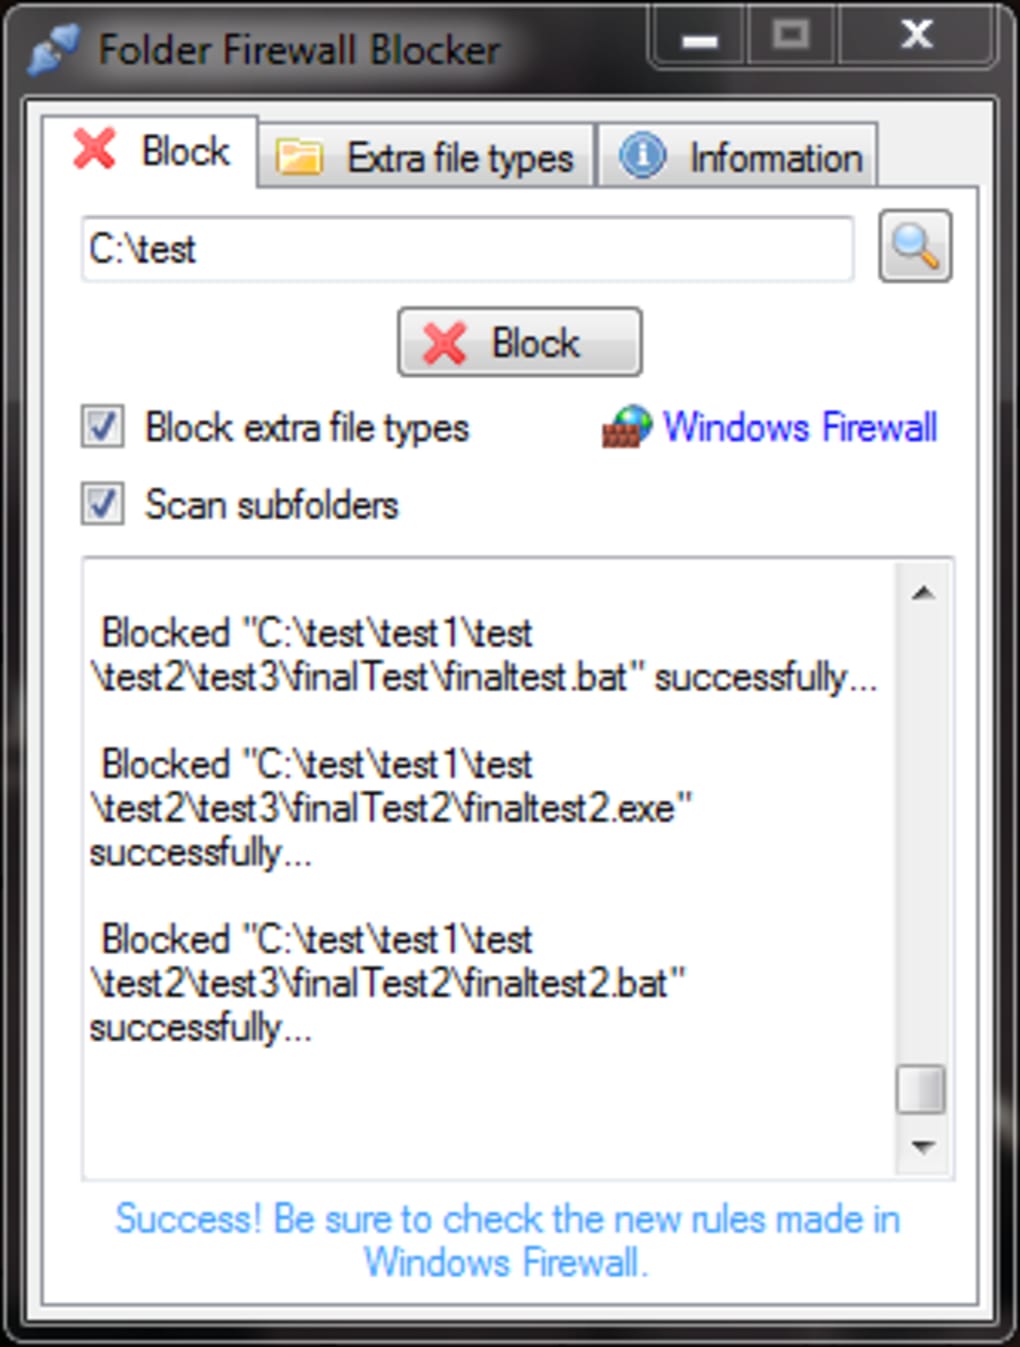 Folder Firewall Blocker
Block
Extra file types
Information
C:\test
Block
Block extra file types
Windows Firewall
Scan subfolders
Blocked "C:\test\test1\test
\test2\test3\finalTest\finaltest.bat" successfully...
Blocked "C:\test\test1\test
\test2\test3\finalTest2\finaltest2.exe"
successfully...
Blocked "C:\test\test1\test
\test2\test3\finalTest2\finaltest2.bat"
successfully...
Success! Be sure to check the new rules made in
Windows Firewall.